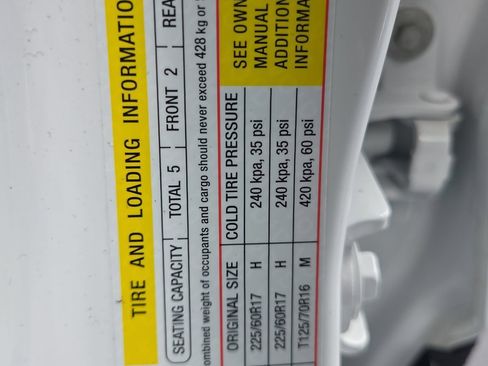 TIRE AND LOADING INFORMATIO
SEATING CAPACITY TOTAL 5 FRONT 2 REA
ombined weight of occupants and cargo should never exceed 428 kg or
ORIGINAL SIZE COLD TIRE PRESSURE SEE OWN
225/60R17 H 240 kpa, 35 psi MANUAL
225/60R17 H 240 kpa, 35 psi ADDITION
T125/70R16 M 420 kpa, 60 psi INFORMA